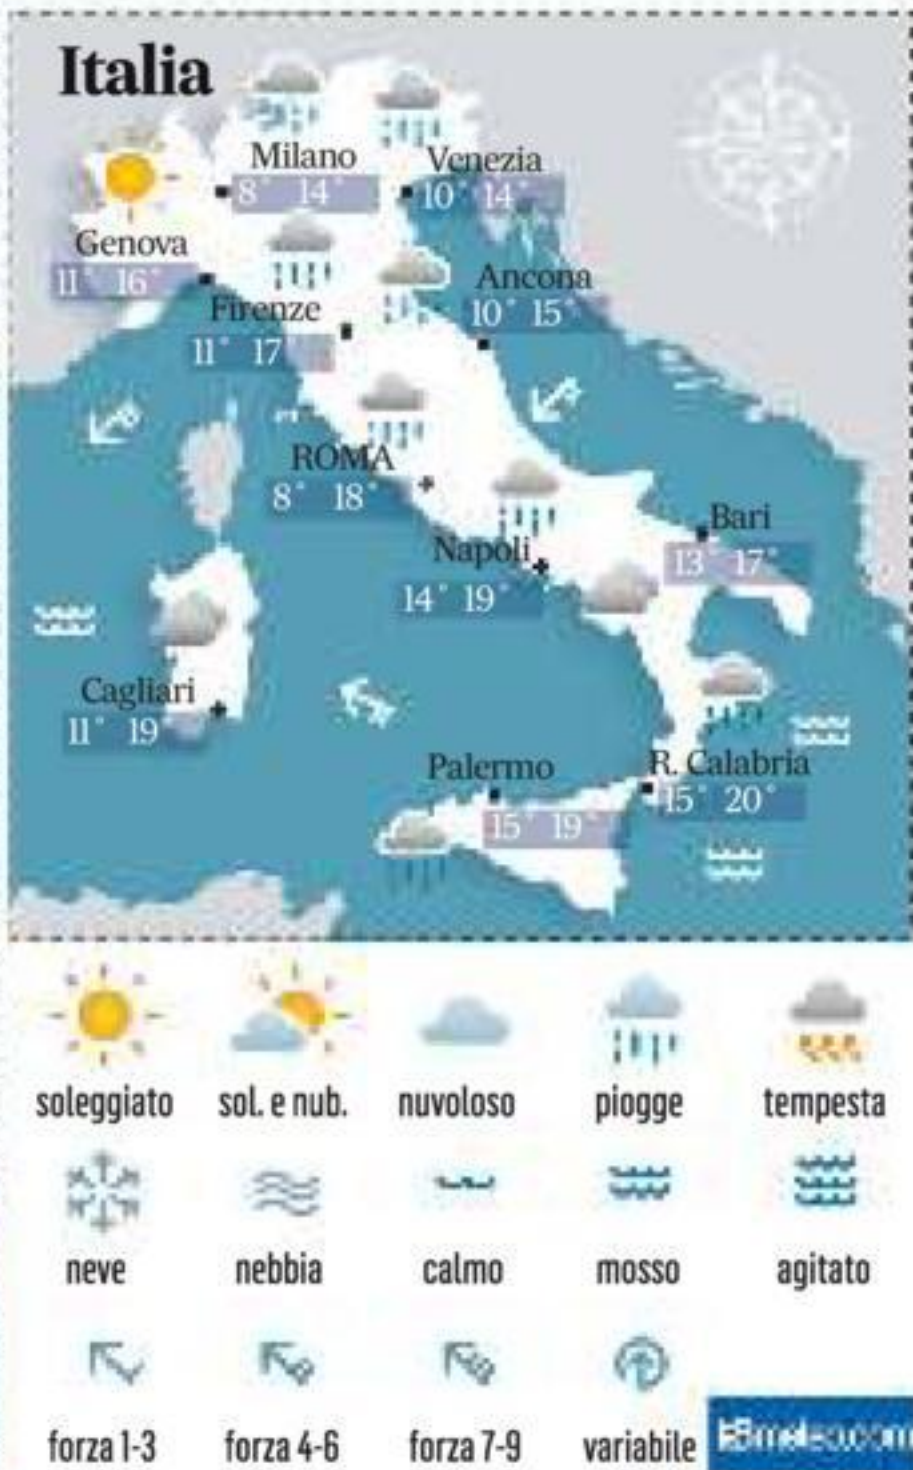 Italia
Milano
8° 14°
Venezia
10° 14°
Genova
11° 16°
Ancona
10° 15°
Firenze
11° 17
ROMA
8° 18°
Bari
13° 17°
Napoli
14° 19°
Cagliari
11° 19°
Palermo
15° 19°
R. Calabria
15° 20°
soleggiato sol. e nub. nuvoloso piogge tempesta
neve nebbia calmo mosso agitato
forza 1-3 forza 4-6 forza 7-9 variabile